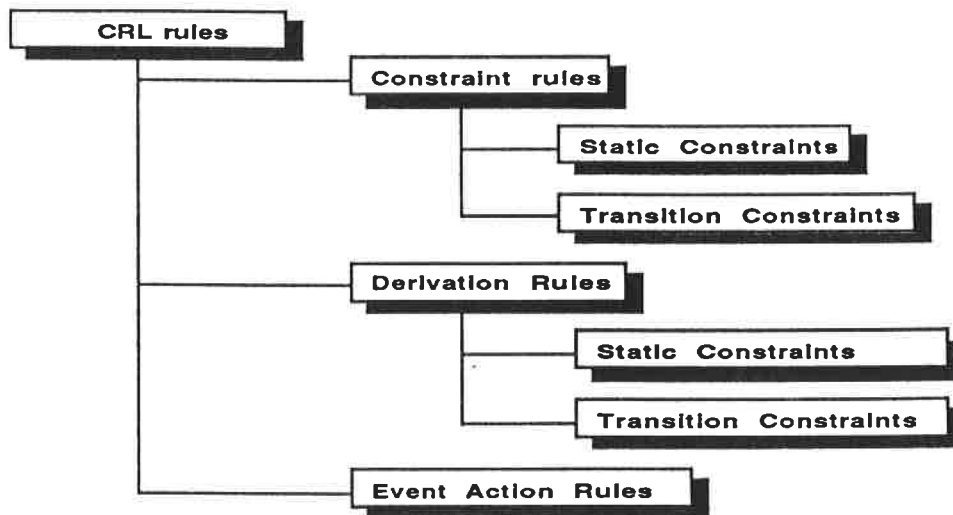 CRL rules
Constraint rules
Static Constraints
Transition Constraints
Derivation Rules
Static Constraints
Transition Constraints
Event Action Rules